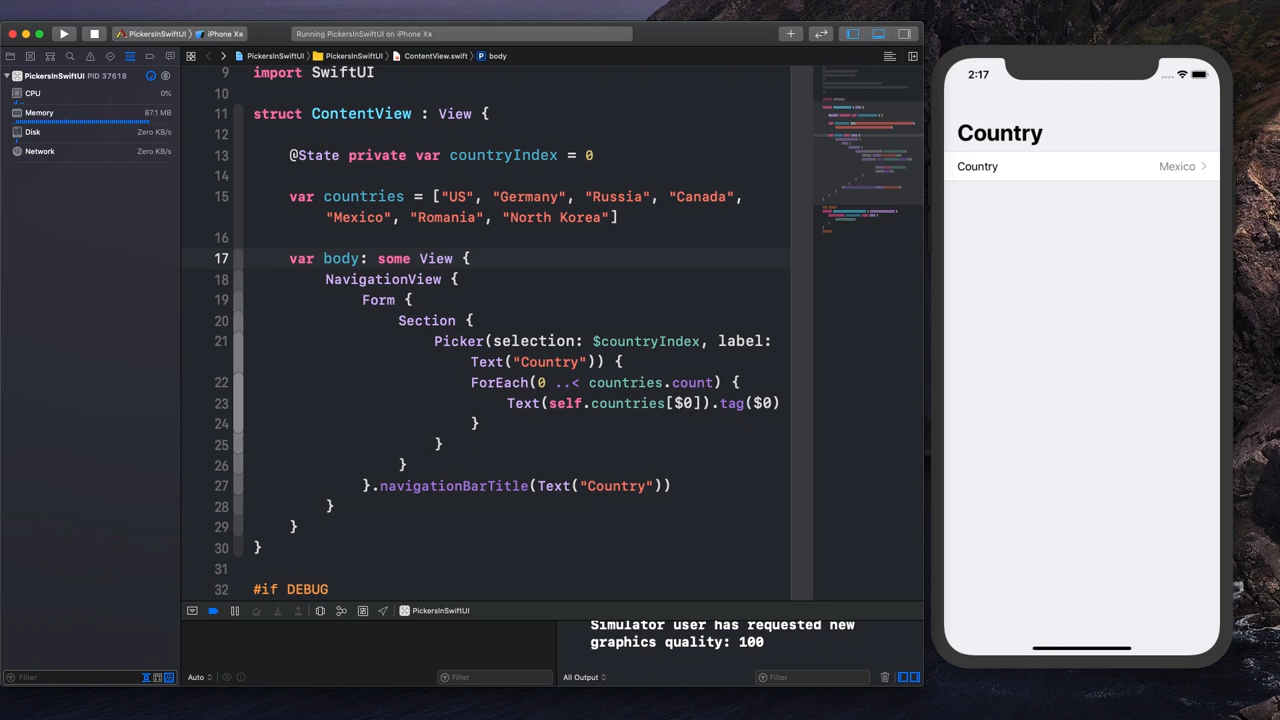 PickersInSwiftUI
iPhone Xʀ
Running PickersInSwiftUI on iPhone Xʀ
PickersInSwiftUI
PickersInSwiftUI
ContentView.swift
P
body
PickersInSwiftUI PID 37618
CPU 0%
Memory 87.1 MB
Disk Zero KB/s
Network Zero KB/s
9 import SwiftUI
10
11 struct ContentView : View {
12
13 @State private var countryIndex = 0
14
15 var countries = ["US", "Germany", "Russia", "Canada",
"Mexico", "Romania", "North Korea"]
16
17 var body: some View {
18 NavigationView {
19 Form {
20 Section {
21 Picker(selection: $countryIndex, label:
Text("Country")) {
22 ForEach(0 ..< countries.count) {
23 Text(self.countries[$0]).tag($0)
24 }
25 }
26 }
27 }.navigationBarTitle(Text("Country"))
28 }
29 }
30 }
31
32 #if DEBUG
PickersInSwiftUI
Simulator user has requested new
graphics quality: 100
Filter
Auto
Filter
All Output
Filter
2:17
Country
Country Mexico